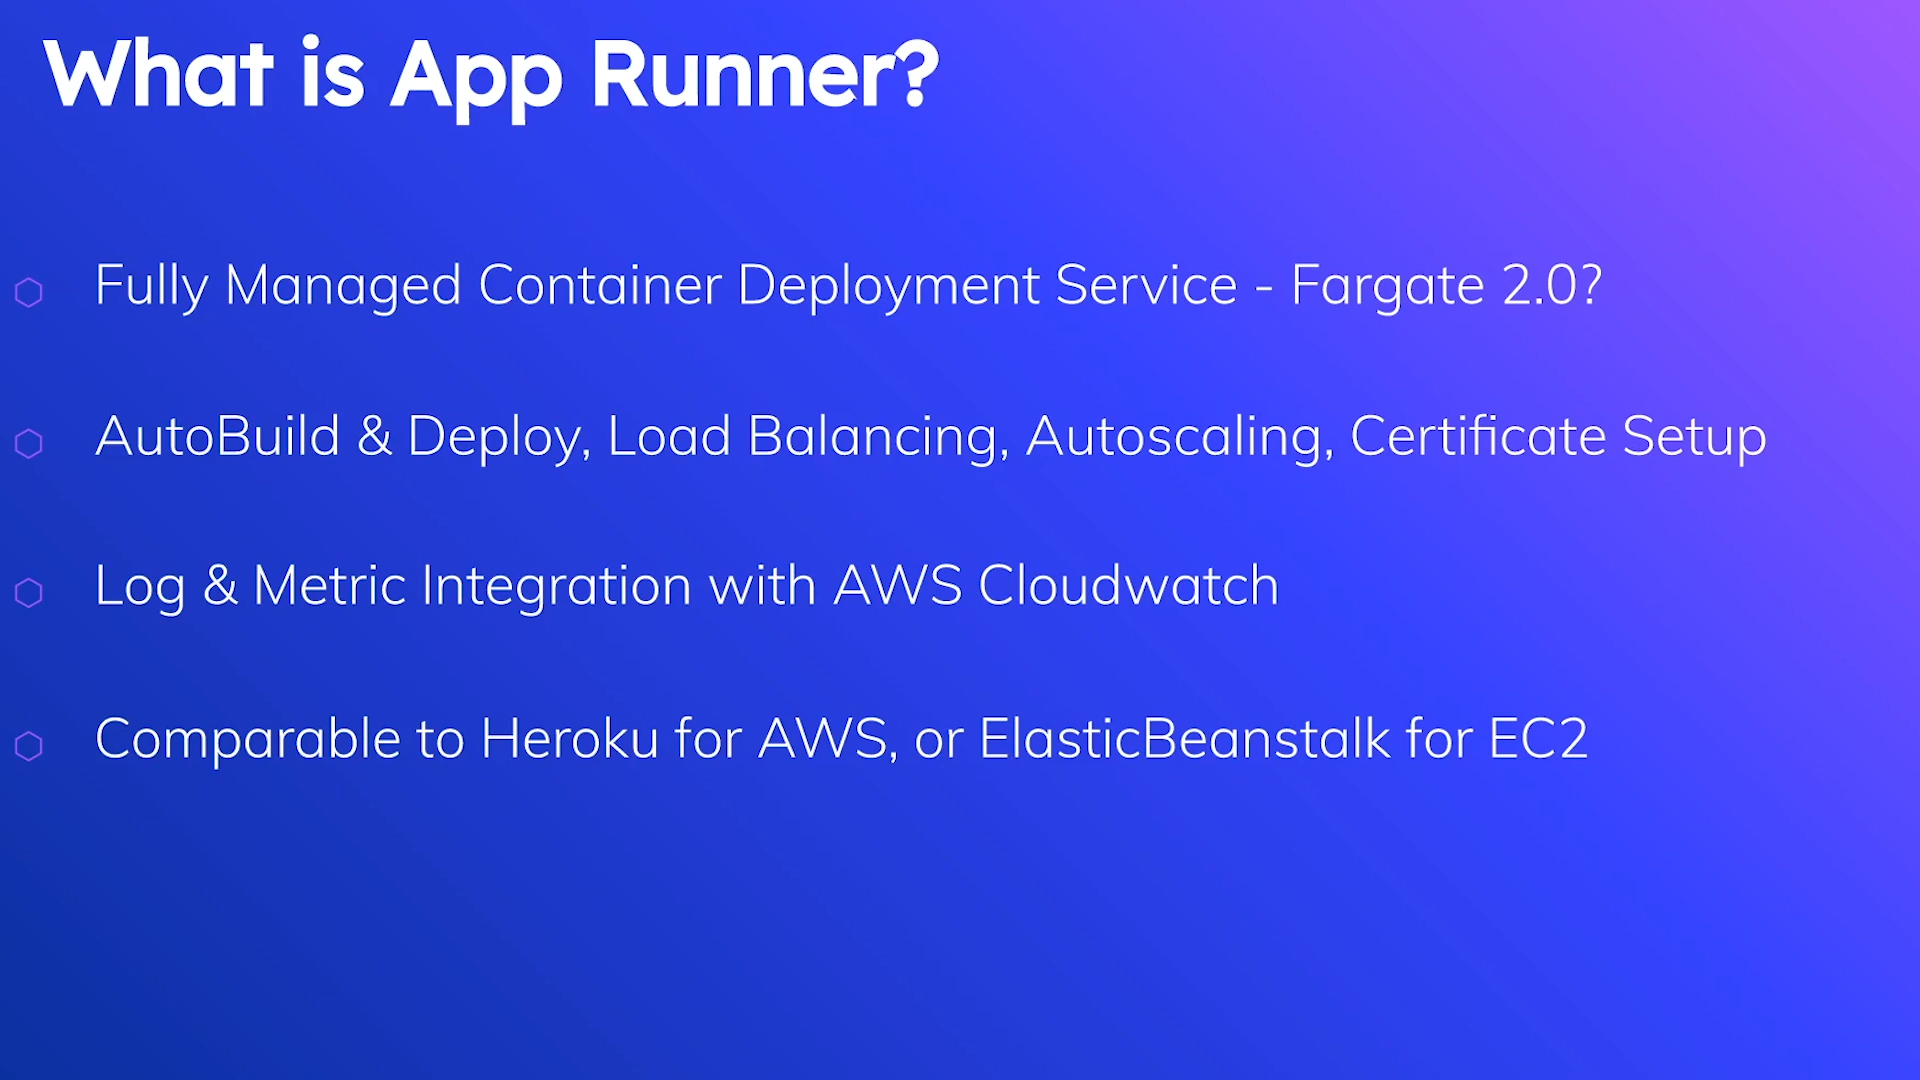 What is App Runner?
Fully Managed Container Deployment Service - Fargate 2.0?
AutoBuild & Deploy, Load Balancing, Autoscaling, Certificate Setup
Log & Metric Integration with AWS Cloudwatch
Comparable to Heroku for AWS, or ElasticBeanstalk for EC2